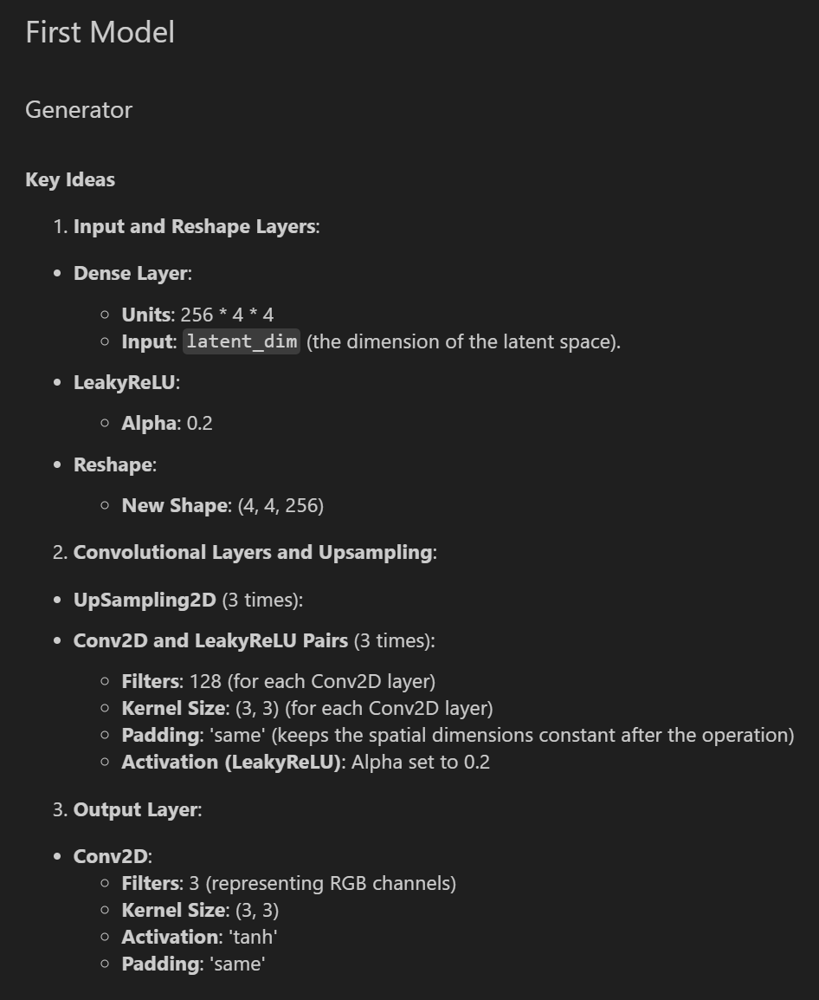 First Model
Generator
Key Ideas
1. Input and Reshape Layers:
• Dense Layer:
○ Units: 256 * 4 * 4
○ Input: latent_dim (the dimension of the latent space).
• LeakyReLU:
○ Alpha: 0.2
• Reshape:
○ New Shape: (4, 4, 256)
2. Convolutional Layers and Upsampling:
• UpSampling2D (3 times):
• Conv2D and LeakyReLU Pairs (3 times):
○ Filters: 128 (for each Conv2D layer)
○ Kernel Size: (3, 3) (for each Conv2D layer)
○ Padding: 'same' (keeps the spatial dimensions constant after the operation)
○ Activation (LeakyReLU): Alpha set to 0.2
3. Output Layer:
• Conv2D:
○ Filters: 3 (representing RGB channels)
○ Kernel Size: (3, 3)
○ Activation: 'tanh'
○ Padding: 'same'